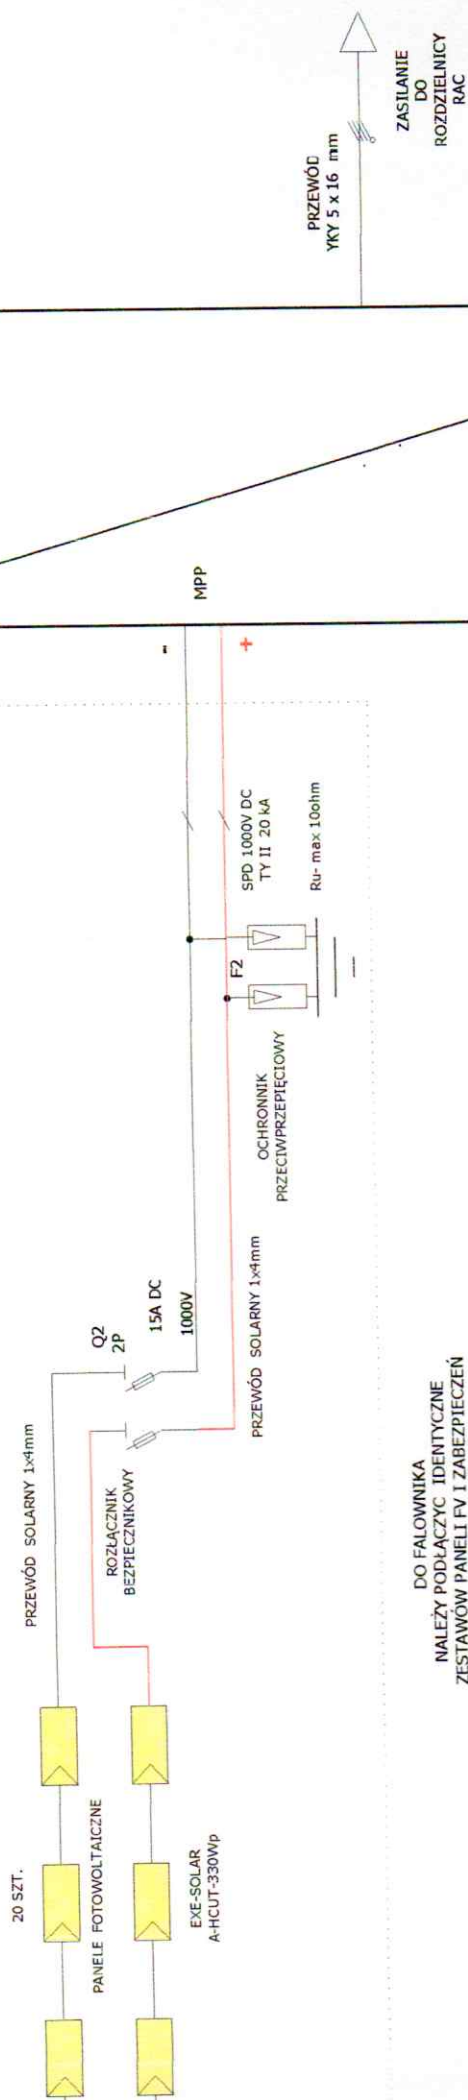 20 SZT.
PRZEWÓD SOLARNY 1x4mm
PANELE FOTOWOLTAICZNE
EXE-SOLAR
A-HCUT-330Wp
ROZŁĄCZNIK
BEZPIECZNIKOWY
Q2
2P
15A DC
1000V
PRZEWÓD SOLARNY 1x4mm
OCHRONNIK
PRZECIWPRZEPIĘCIOWY
F2
SPD 1000V DC
TY II 20 kA
Ru- max 10ohm
-
+
MPP
PRZEWÓD
YKY 5 x 16 mm
ZASILANIE
DO
ROZDZIELNICY
RAC
DO FALOWNIKA
NALEŻY PODŁĄCZYC IDENTYCZNE
ZESTAWÓW PANELI FV I ZABEZPIECZEŃ